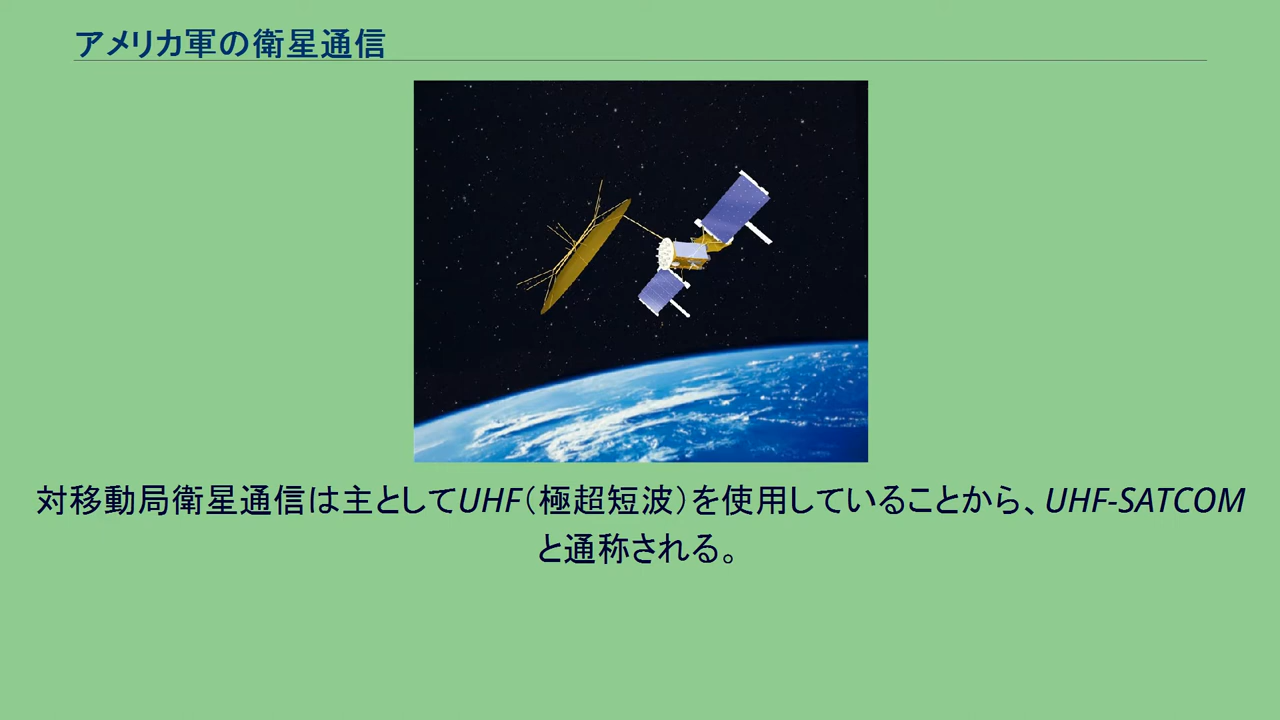 アメリカ軍の衛星通信
対移動局衛星通信は主としてUHF（極超短波）を使用していることから、UHF-SATCOM
と通称される。